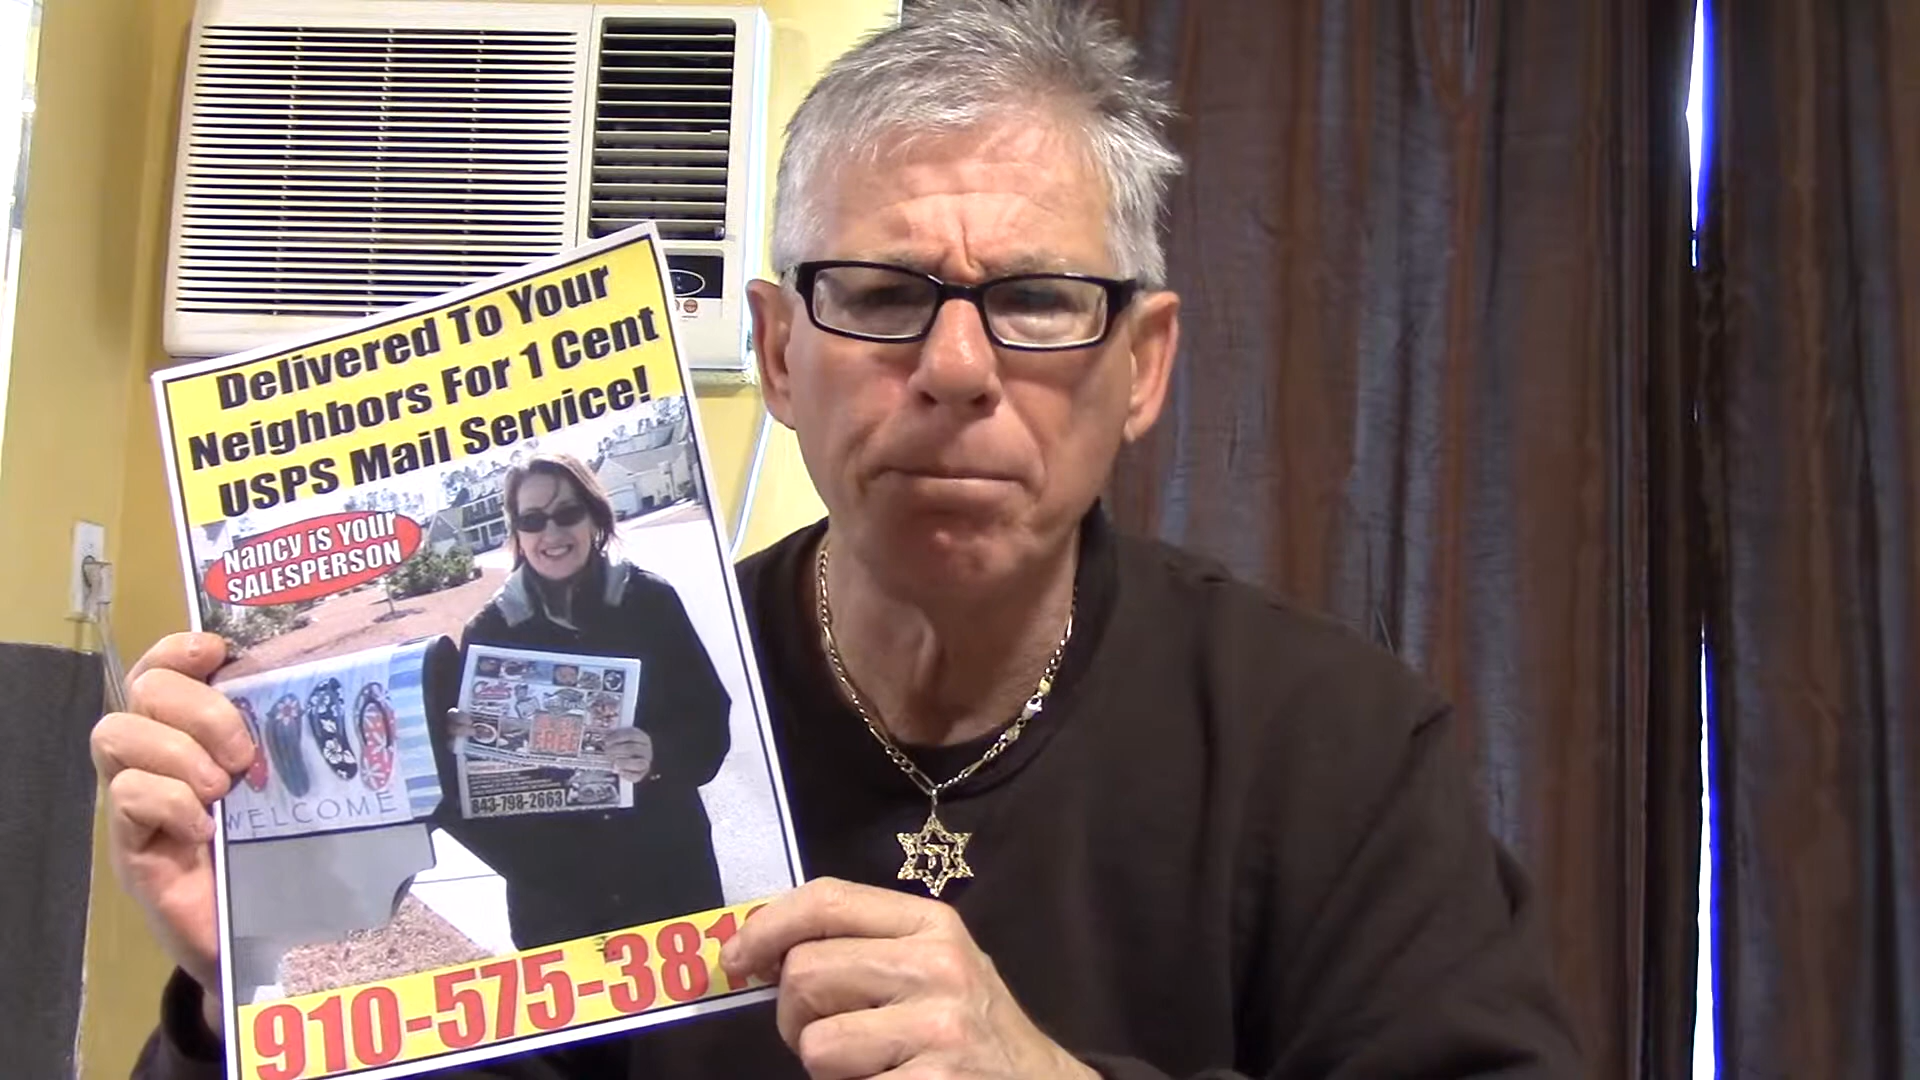 Delivered To Your
Neighbors For 1 Cent
USPS Mail Service!
Nancy iS Your
SALESPERSON
FREE
843-798-2663
WELCOME
910-575-381